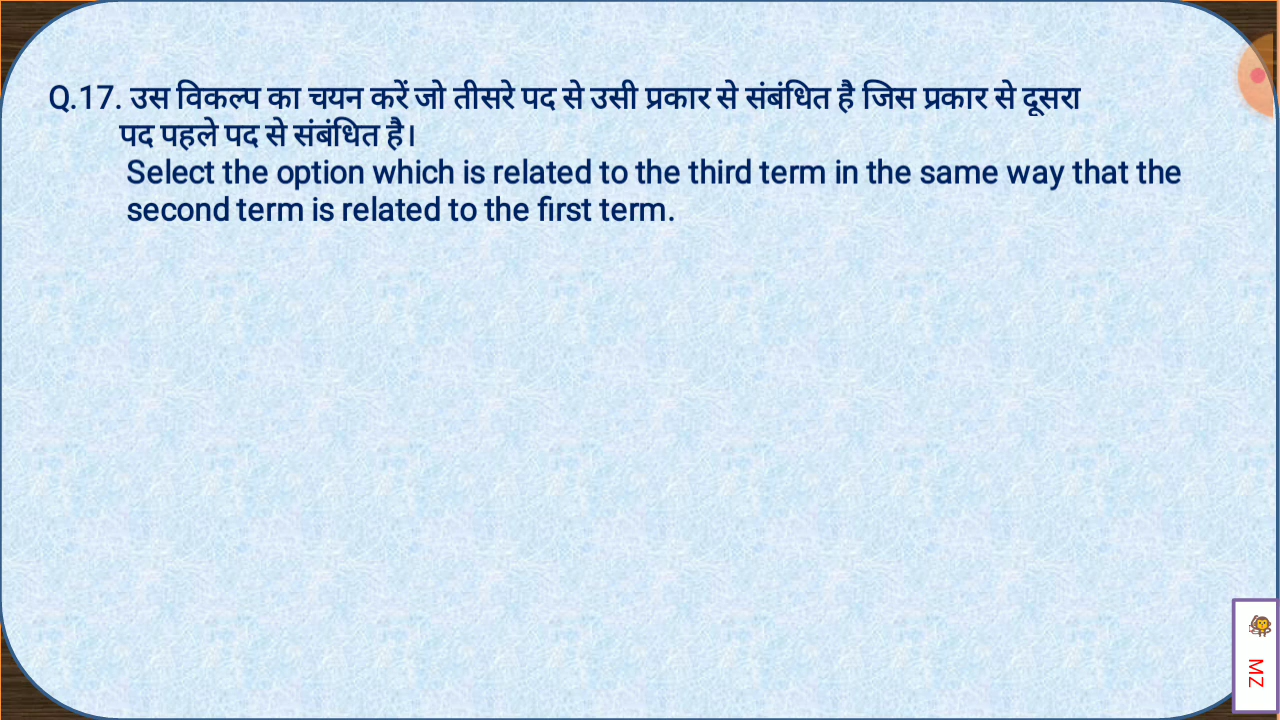 Q.17. उस विकल्प का चयन करें जो तीसरे पद से उसी प्रकार से संबंधित है जिस प्रकार से दूसरा
पद पहले पद से संबंधित है।
Select the option which is related to the third term in the same way that the
second term is related to the first term.
MZ